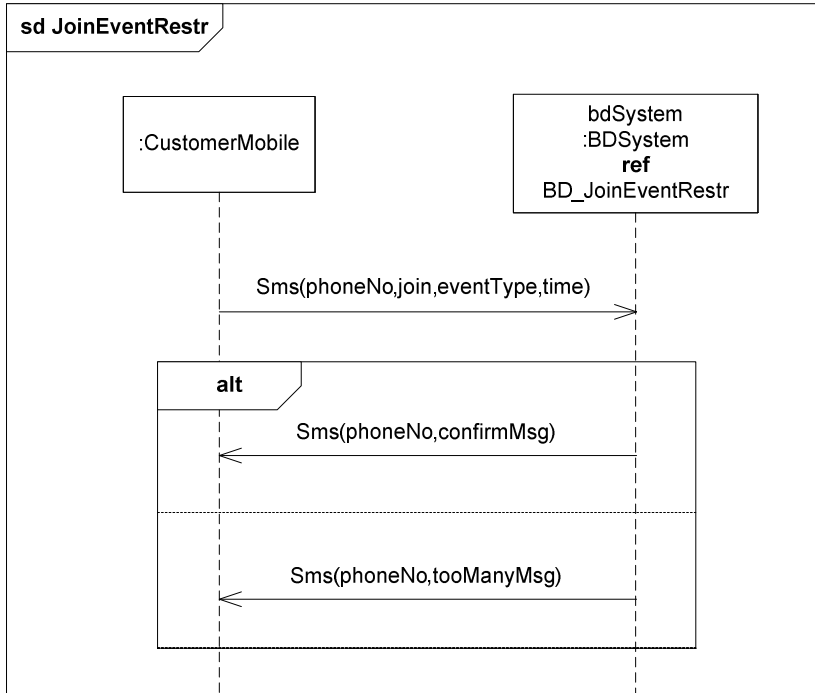 sd JoinEventRestr
:CustomerMobile
bdSystem
:BDSystem
ref
BD_JoinEventRestr
Sms(phoneNo,join,eventType,time)
alt
Sms(phoneNo,confirmMsg)
Sms(phoneNo,tooManyMsg)